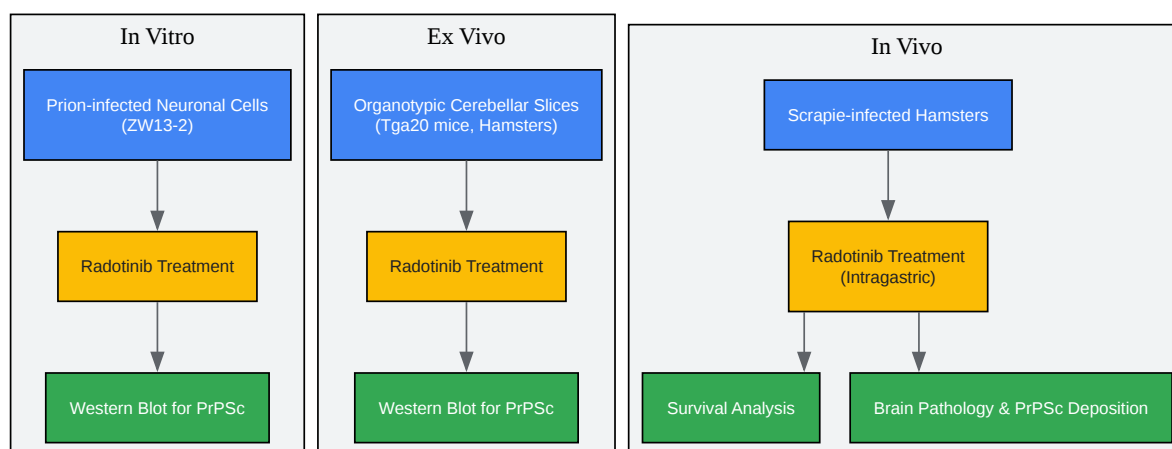 In Vitro
Prion-infected Neuronal Cells
(ZW13-2)
Radotinib Treatment
Western Blot for PrPSc
Ex Vivo
Organotypic Cerebellar Slices
(Tga20 mice, Hamsters)
Radotinib Treatment
Western Blot for PrPSc
In Vivo
Scrapie-infected Hamsters
Radotinib Treatment
(Intragastric)
Survival Analysis
Brain Pathology & PrPSc Deposition